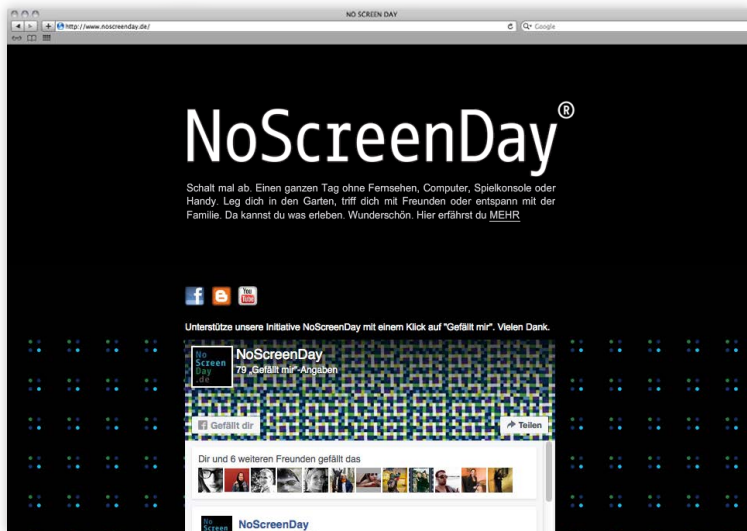 NO SCREEN DAY
http://www.noscreenday.de/
Google
NoScreenDay®
Schalt mal ab. Einen ganzen Tag ohne Fernsehen, Computer, Spielkonsole oder
Handy. Leg dich in den Garten, triff dich mit Freunden oder entspann mit der
Familie. Da kannst du was erleben. Wunderschön. Hier erfährst du MEHR
You
Tube
Unterstütze unsere Initiative NoScreenDay mit einem Klick auf "Gefällt mir". Vielen Dank.
No
Screen
Day
.de
NoScreenDay
79 „Gefällt mir“-Angaben
Gefällt dir
Teilen
Dir und 6 weiteren Freunden gefällt das
No
Screen
NoScreenDay